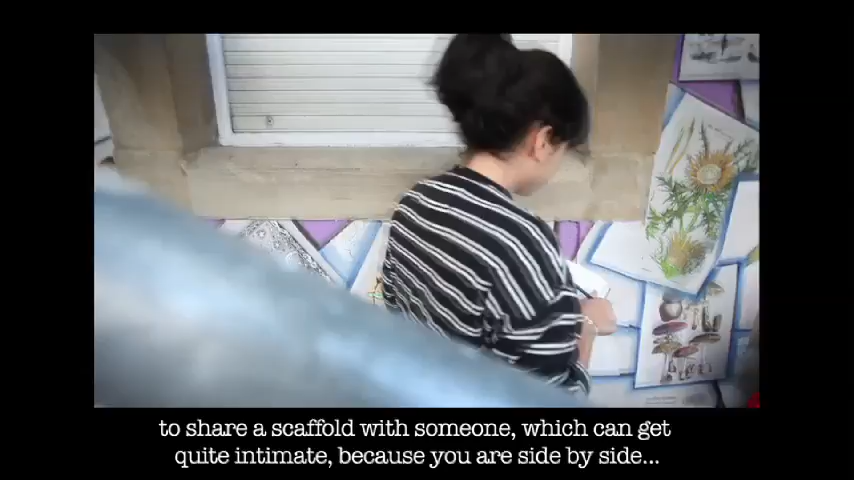 to share a scaffold with someone, which can get
quite intimate, because you are side by side...